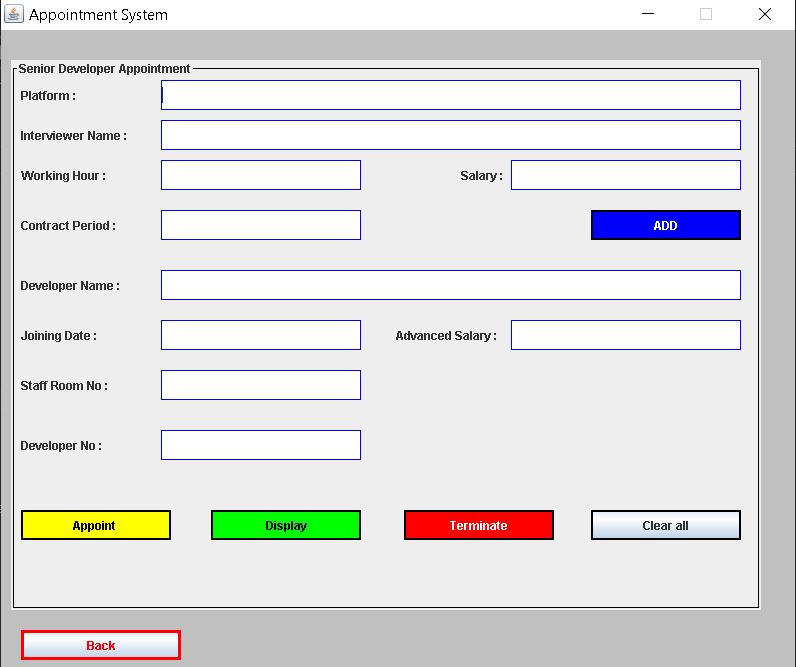 Appointment System
Senior Developer Appointment
Platform :
Interviewer Name :
Working Hour :
Salary :
Contract Period :
ADD
Developer Name :
Joining Date :
Advanced Salary :
Staff Room No :
Developer No :
Appoint
Display
Terminate
Clear all
Back